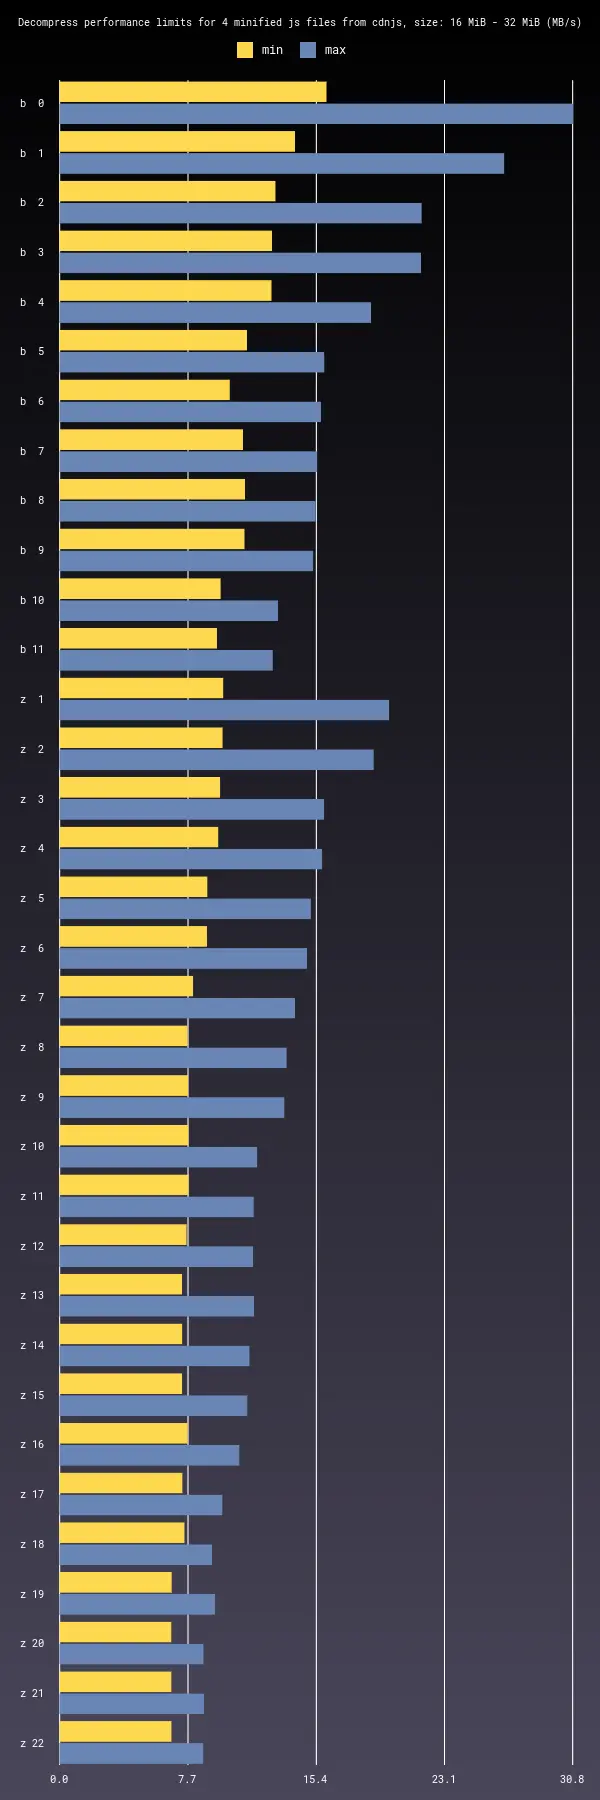 Decompress performance limits for 4 minified js files from cdnjs, size: 16 MiB - 32 MiB (MB/s)
min max
b 0
b 1
b 2
b 3
b 4
b 5
b 6
b 7
b 8
b 9
b 10
b 11
z 1
z 2
z 3
z 4
z 5
z 6
z 7
z 8
z 9
z 10
z 11
z 12
z 13
z 14
z 15
z 16
z 17
z 18
z 19
z 20
z 21
z 22
0.0 7.7 15.4 23.1 30.8